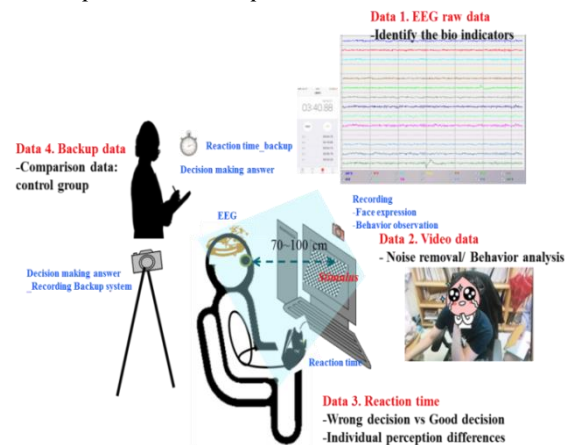 Data 1. EEG raw data
-Identify the bio indicators
03:40.88
Data 4. Backup data
-Comparison data:
control group
Reaction time_backup
Decision making answer
EEG
Recording
-Face expression
-Behavior observation
70~100 cm
Stimulus
Data 2. Video data
- Noise removal/ Behavior analysis
Decision making answer
_Recording Backup system
Reaction time
Data 3. Reaction time
-Wrong decision vs Good decision
-Individual perception differences